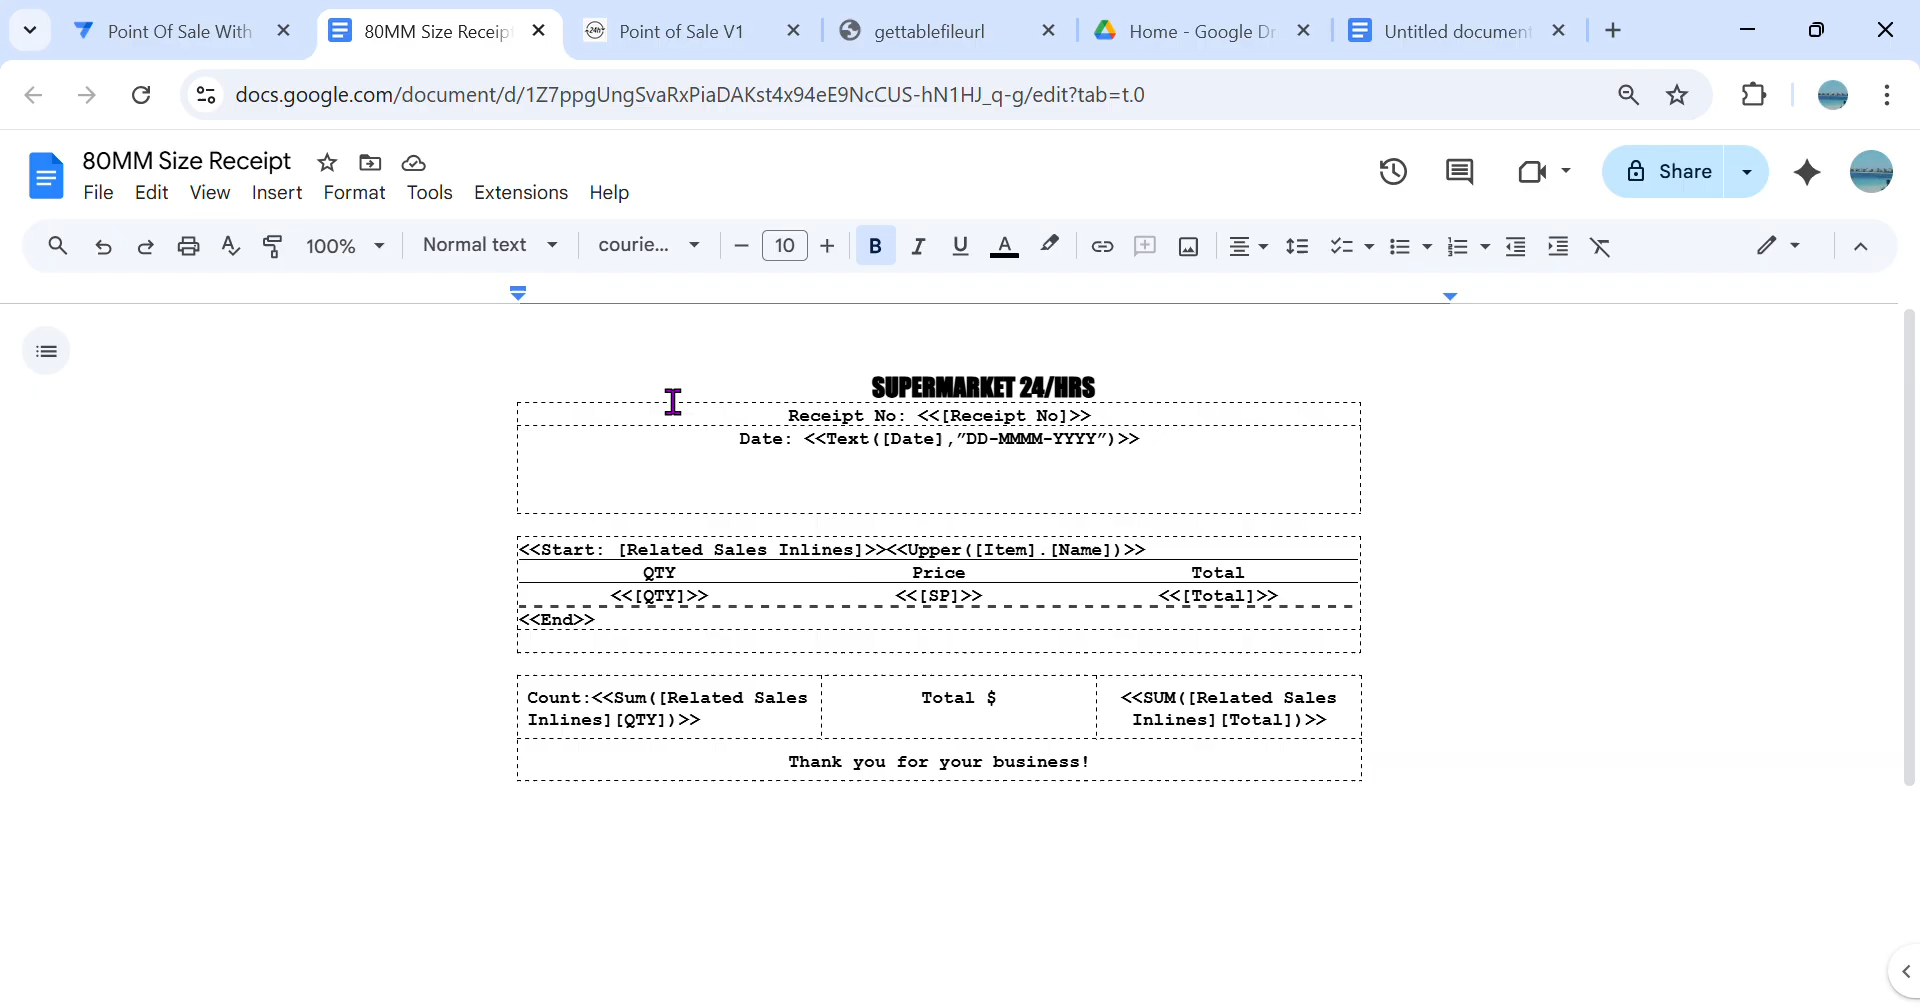 Point Of Sale With
80MM Size Receip
Point of Sale V1
gettablefileurl
Home - Google Dr
Untitled document
docs.google.com/document/d/1Z7ppgUngSvaRxPiaDAKst4x94eE9NcCUS-hN1HJ_q-g/edit?tab=t.0
80MM Size Receipt
Share
File Edit View Insert Format Tools Extensions Help
100% Normal text courie... 10 B I U A
SUPERMARKET 24/HRS
Receipt No: <<[Receipt No]>>
Date: <<Text([Date],”DD-MMMM-YYYY”)>>
<<Start: [Related Sales Inlines]>><<Upper([Item].[Name])>>
QTY Price Total
<<[QTY]>> <<[SP]>> <<[Total]>>
<<End>>
Count:<<Sum([Related Sales
Inlines][QTY])>>
Total $
<<SUM([Related Sales
Inlines][Total])>>
Thank you for your business!